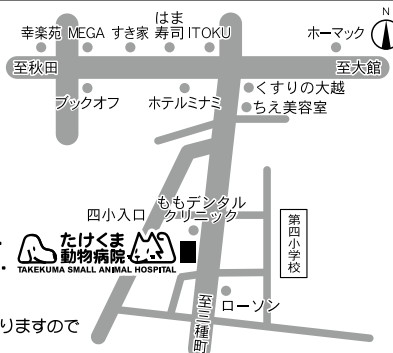 N
幸楽苑 MEGA すき家 はま寿司 ITOKU ホーマック
至秋田 至大館
ブックオフ ホテルミナミ くすりの大越
ちえ美容室
ももデンタルクリニック
四小入口
第四小学校
たけくま
動物病院
TAKEKUMA SMALL ANIMAL HOSPITAL
ローソン
至三種町
りますので